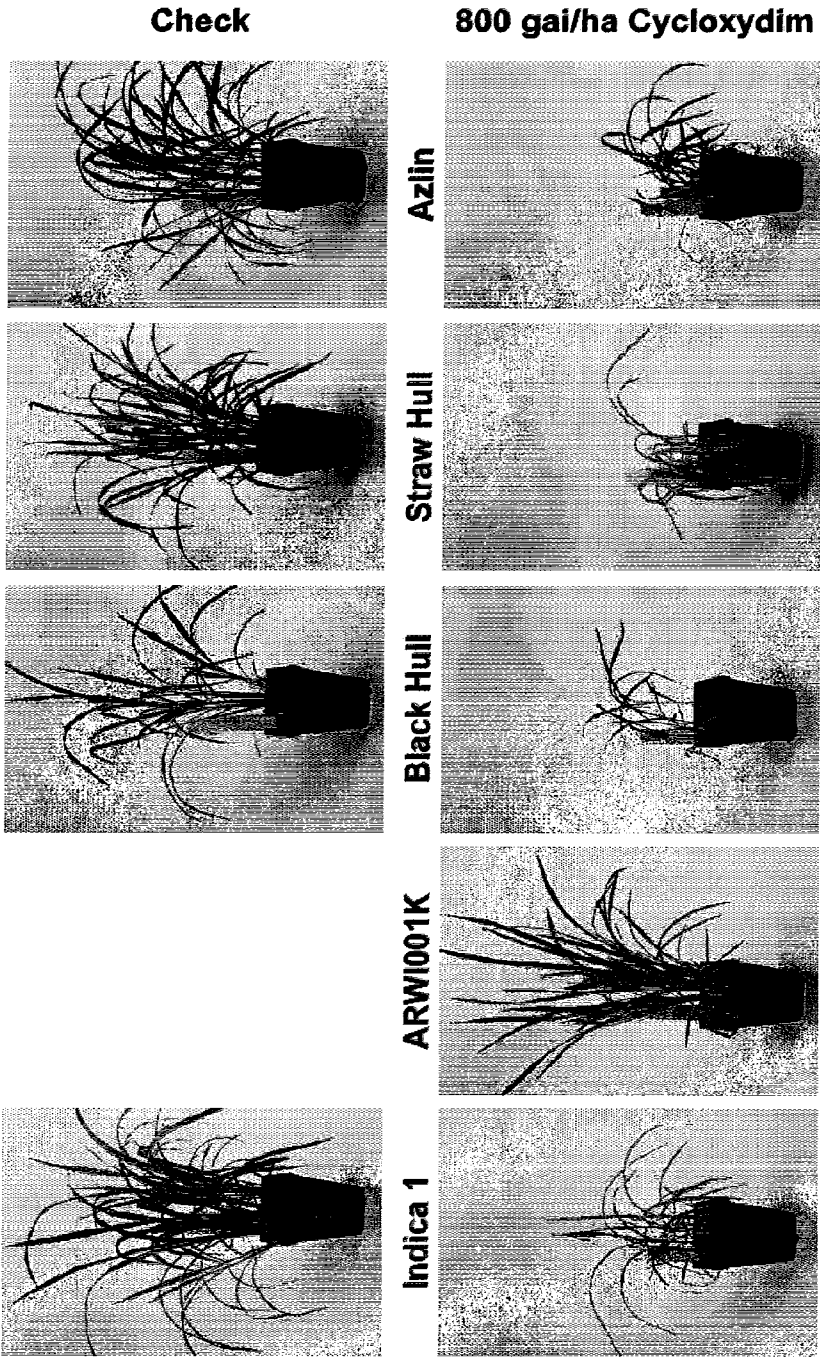 Check
800 gai/ha Cycloxydim
Azlin
Straw Hull
Black Hull
ARWI001K
Indica 1